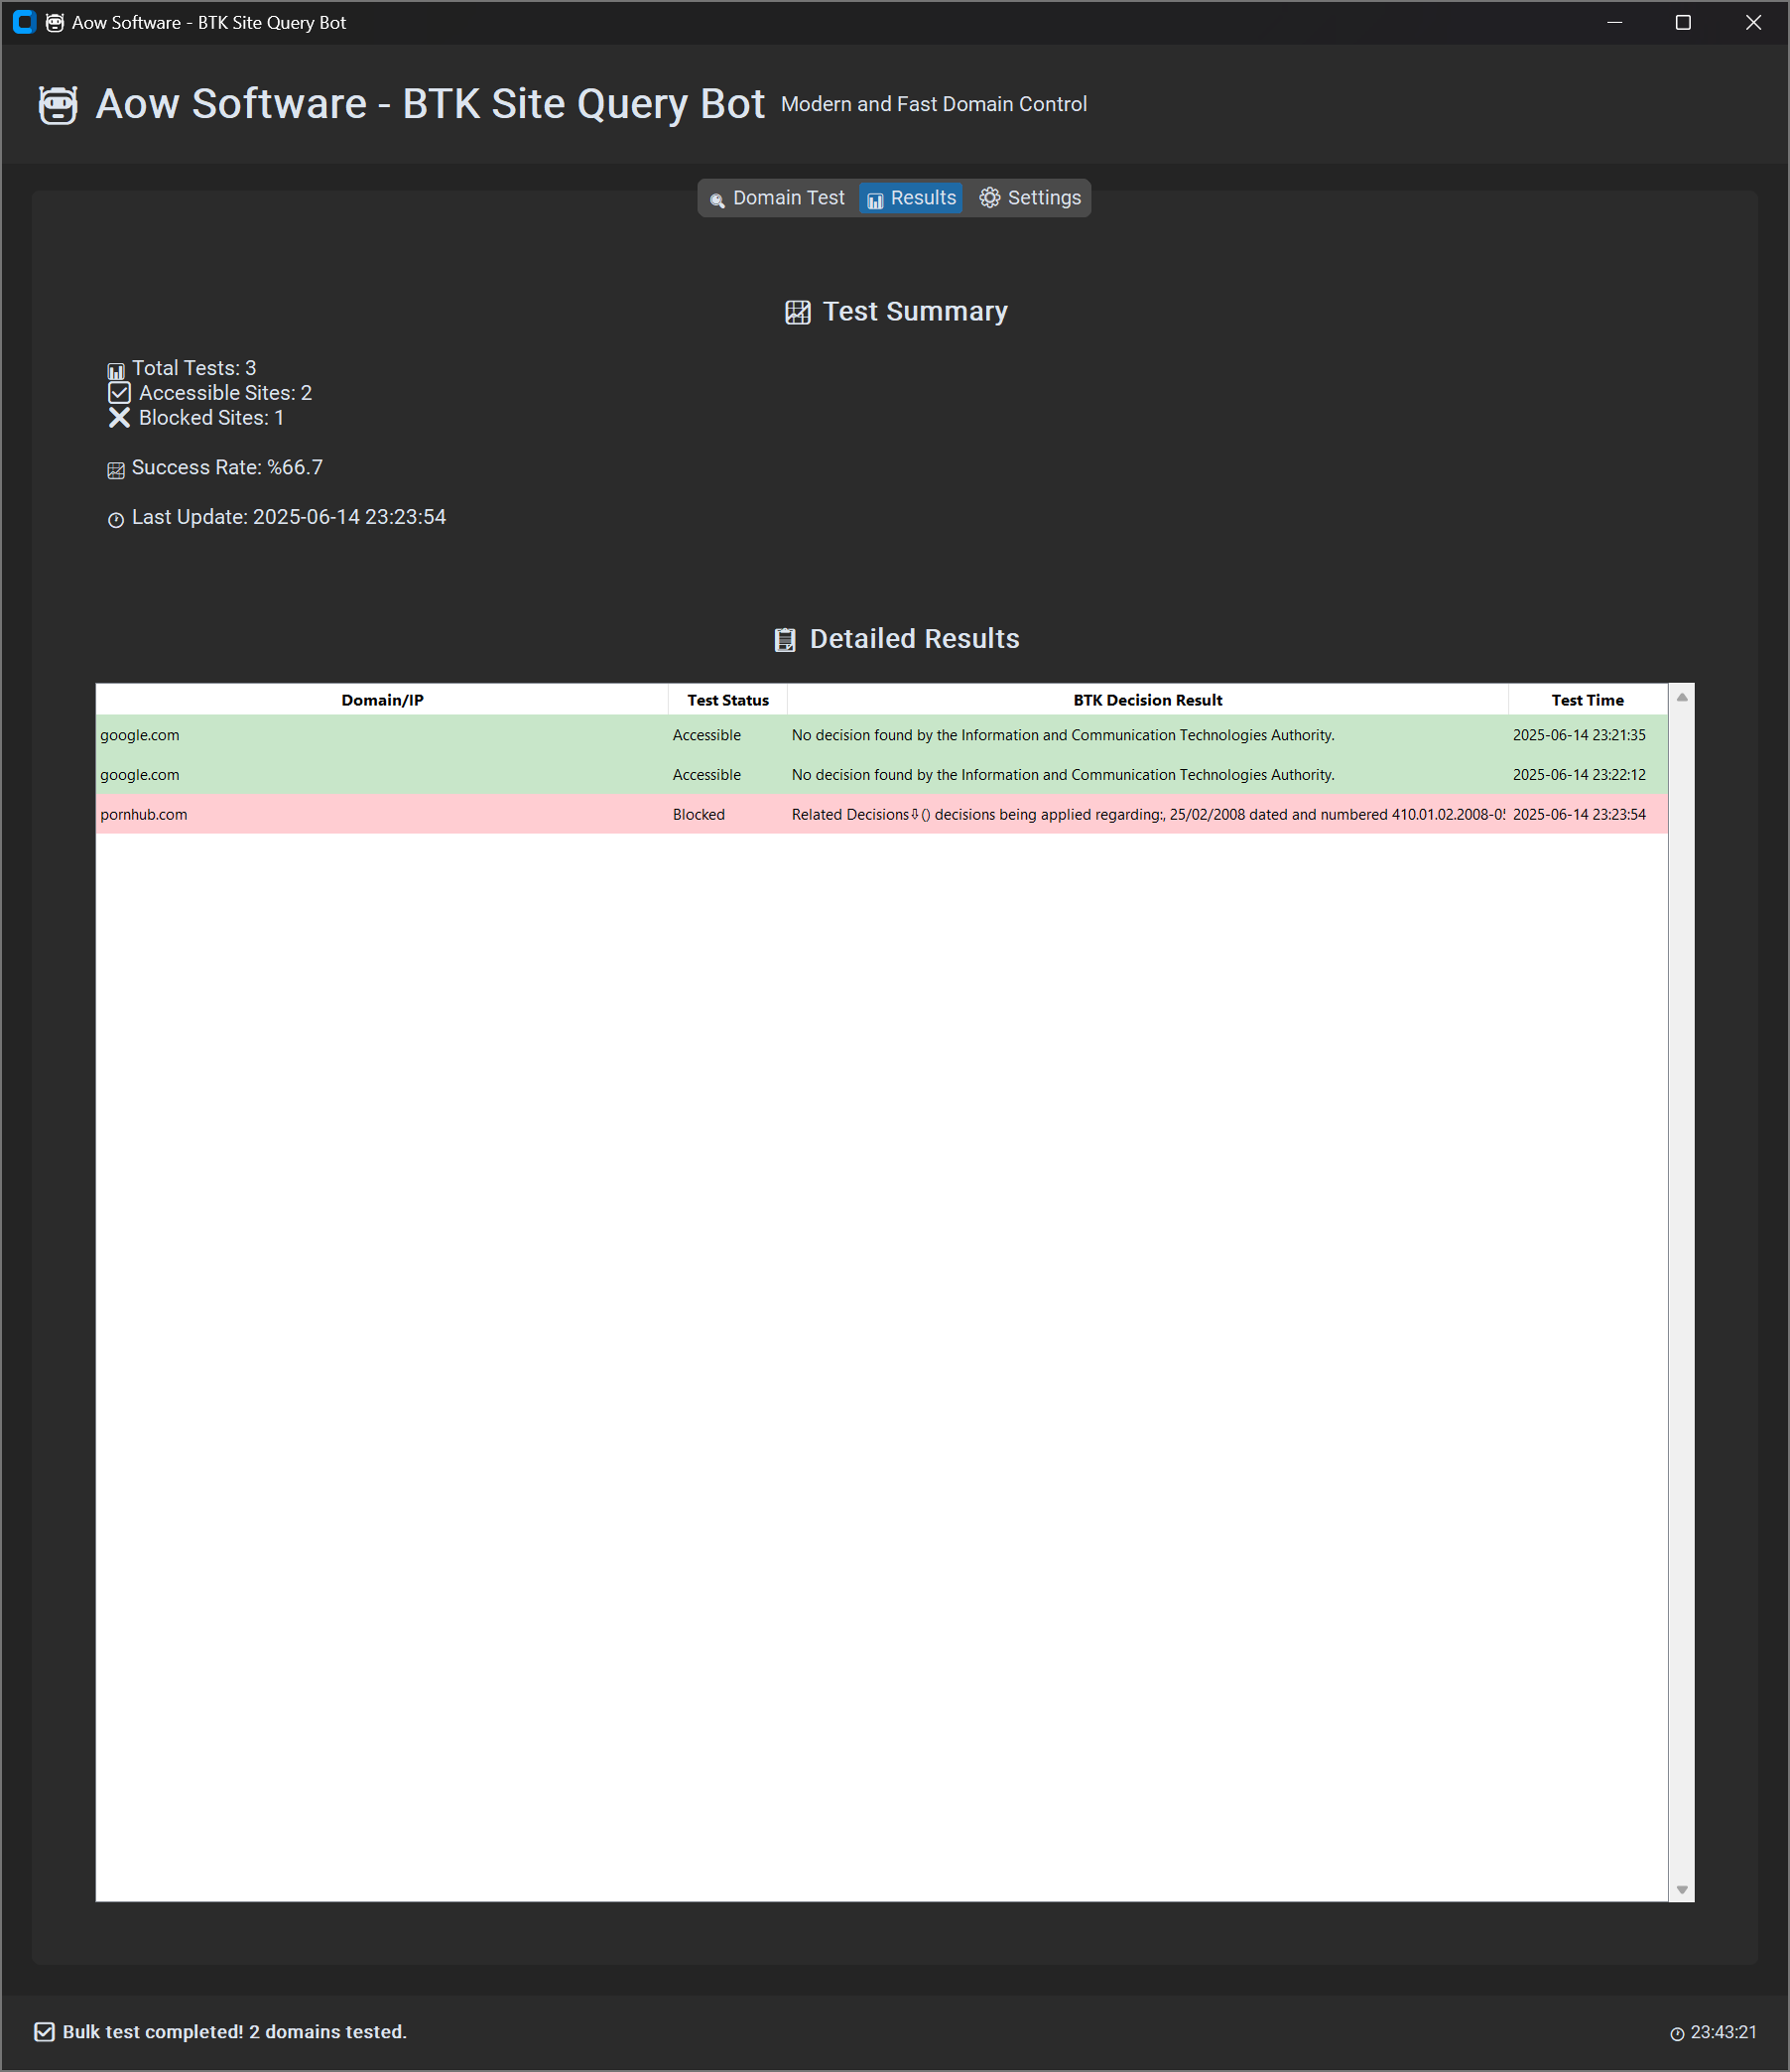 Aow Software - BTK Site Query Bot
Aow Software - BTK Site Query Bot Modern and Fast Domain Control
Domain Test Results Settings
Test Summary
Total Tests: 3
Accessible Sites: 2
Blocked Sites: 1
Success Rate: %66.7
Last Update: 2025-06-14 23:23:54
Detailed Results
Domain/IP Test Status BTK Decision Result Test Time
google.com Accessible No decision found by the Information and Communication Technologies Authority. 2025-06-14 23:21:35
google.com Accessible No decision found by the Information and Communication Technologies Authority. 2025-06-14 23:22:12
pornhub.com Blocked Related Decisions⇩() decisions being applied regarding:, 25/02/2008 dated and numbered 410.01.02.2008-05 2025-06-14 23:23:54
Bulk test completed! 2 domains tested. 23:43:21